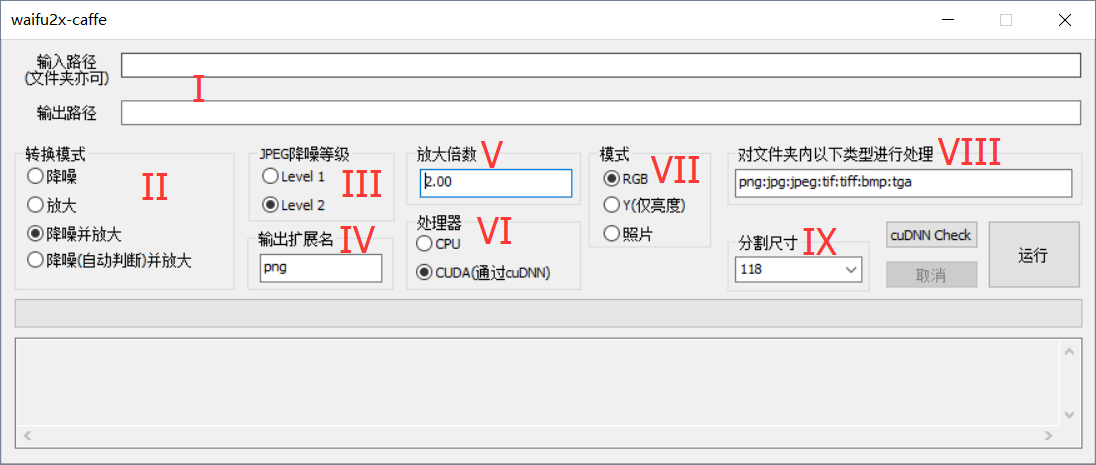 waifu2x-caffe
输入路径
(文件夹亦可)
I
输出路径
转换模式
降噪
II
放大
降噪并放大
降噪(自动判断)并放大
JPEG降噪等级
Level 1
III
Level 2
输出扩展名 IV
png
放大倍数 V
2.00
处理器 VI
CPU
CUDA(通过cuDNN)
模式 VII
RGB
Y(仅亮度)
照片
对文件夹内以下类型进行处理 VIII
png:jpg:jpeg:tif:tiff:bmp:tga
分割尺寸 IX
118
cuDNN Check
取消
运行